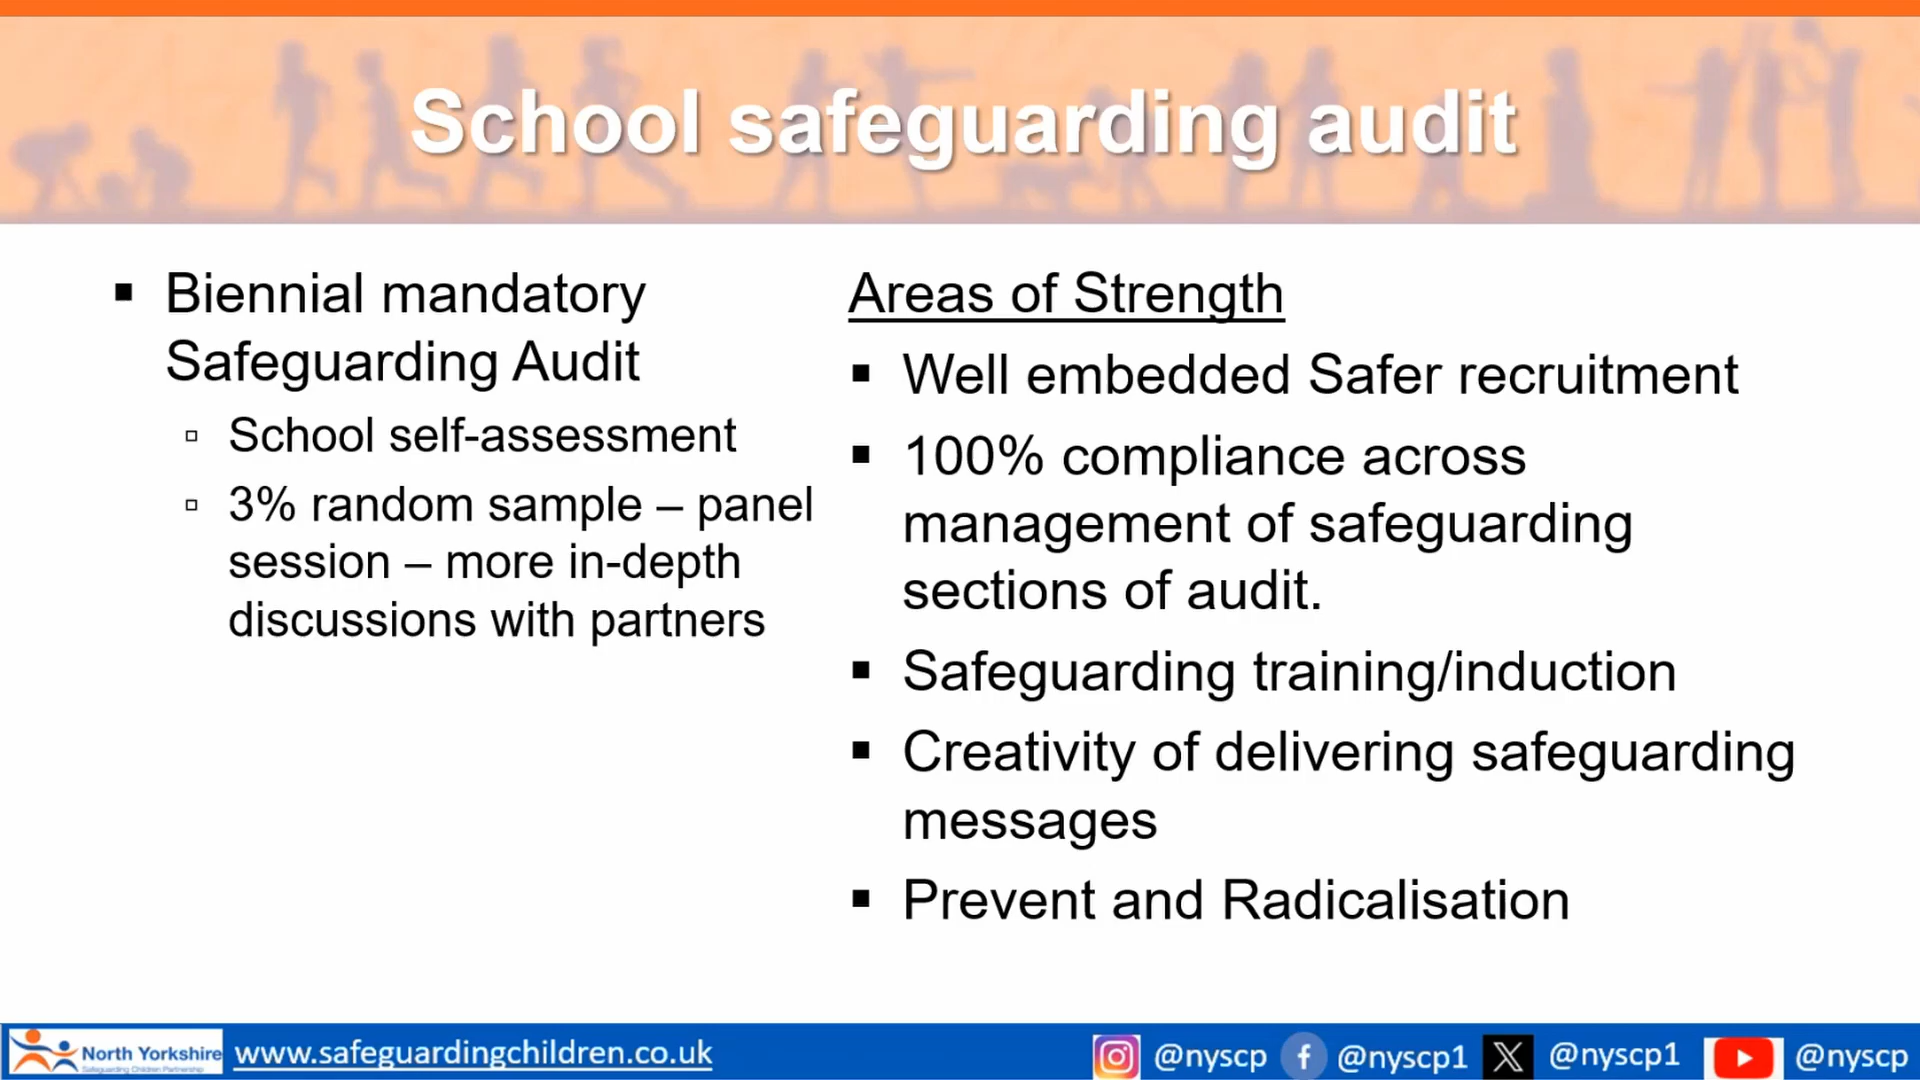 School safeguarding audit
Biennial mandatory
Safeguarding Audit
School self-assessment
3% random sample – panel
session – more in-depth
discussions with partners
Areas of Strength
Well embedded Safer recruitment
100% compliance across
management of safeguarding
sections of audit.
Safeguarding training/induction
Creativity of delivering safeguarding
messages
Prevent and Radicalisation
North Yorkshire
Safeguarding Children Partnership
www.safeguardingchildren.co.uk
@nyscp
@nyscp1
@nyscp1
@nyscp